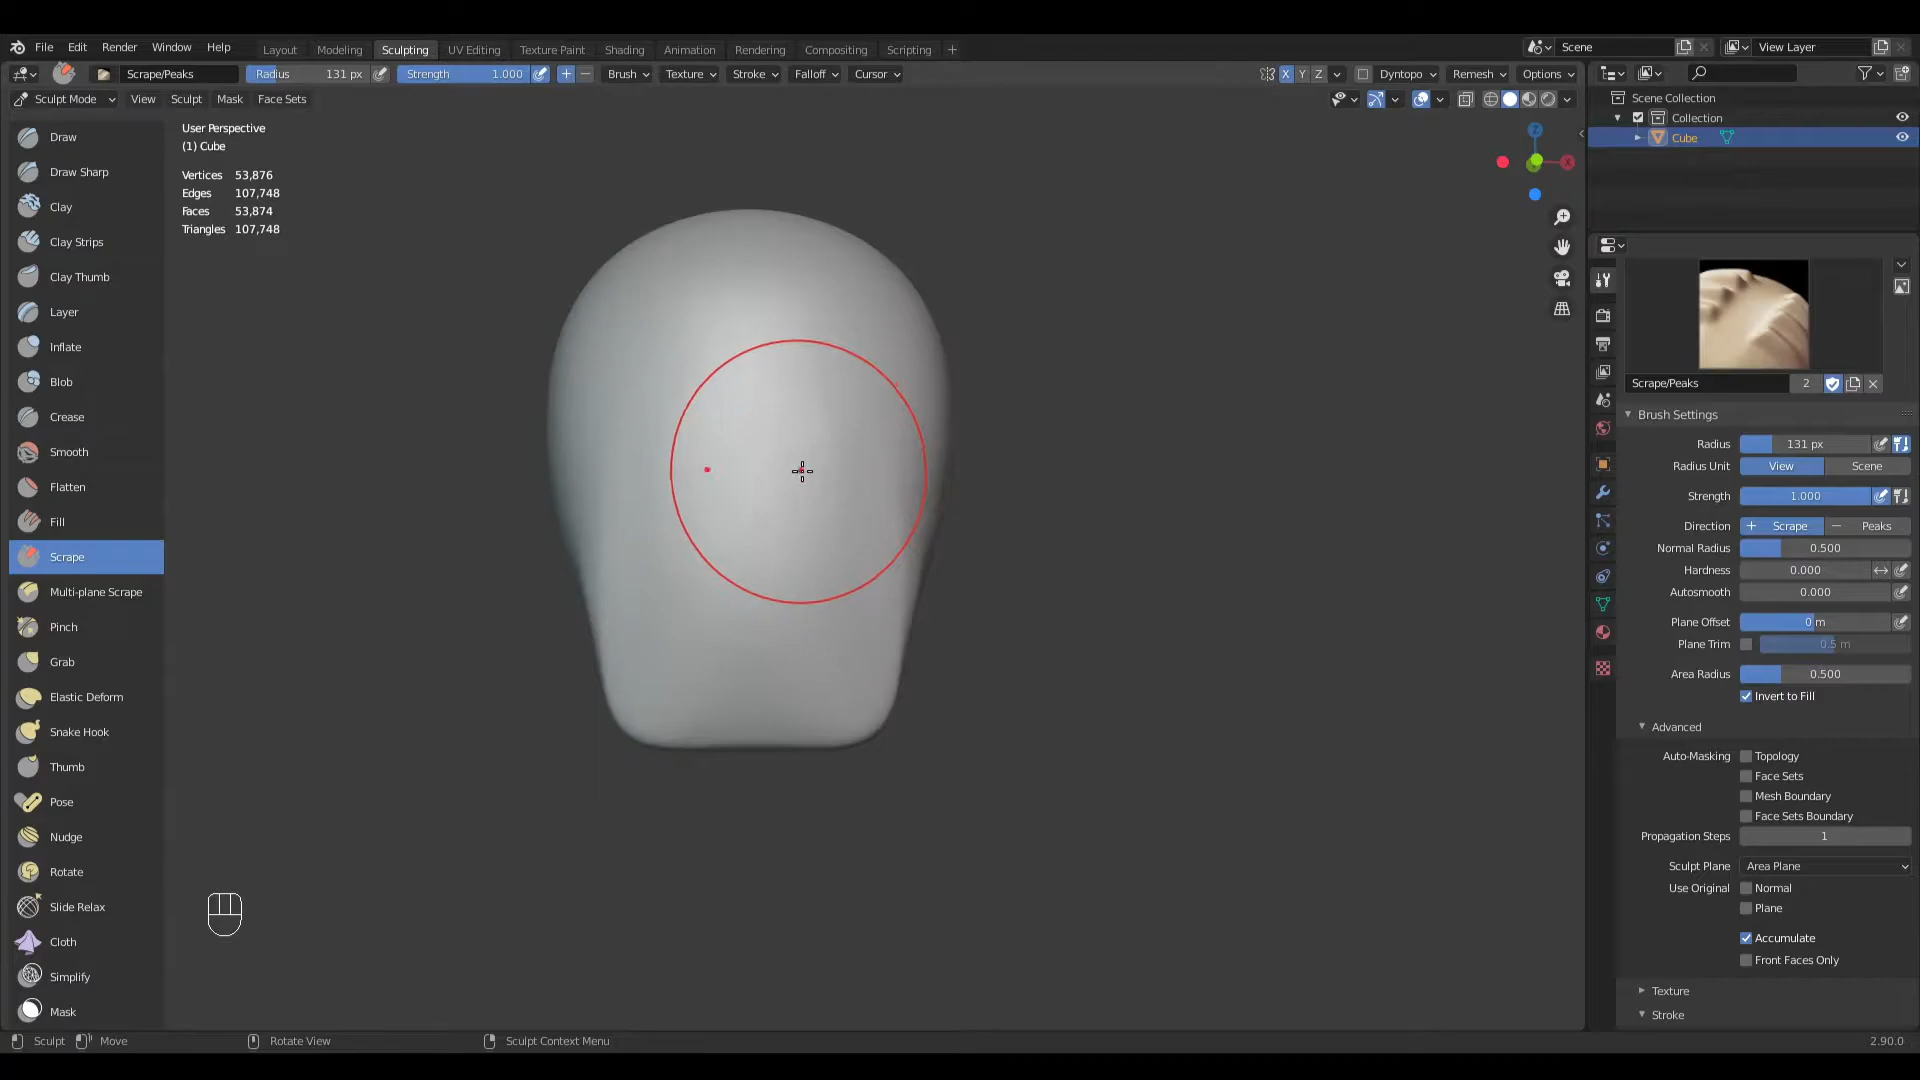 File Edit Render Window Help Layout Modeling Sculpting UV Editing Texture Paint Shading Animation Rendering Compositing Scripting + Scene View Layer
Scrape/Peaks Radius 131 px Strength 1.000 + − Brush Texture Stroke Falloff Cursor X Y Z Dyntopo Remesh Options
Sculpt Mode View Sculpt Mask Face Sets
User Perspective
(1) Cube
Vertices 53,876
Edges 107,748
Faces 53,874
Triangles 107,748
Draw
Draw Sharp
Clay
Clay Strips
Clay Thumb
Layer
Inflate
Blob
Crease
Smooth
Flatten
Fill
Scrape
Multi-plane Scrape
Pinch
Grab
Elastic Deform
Snake Hook
Thumb
Pose
Nudge
Rotate
Slide Relax
Cloth
Simplify
Mask
Z
X
Scene Collection
Collection
Cube
Scrape/Peaks 2
Brush Settings
Radius 131 px
Radius Unit View Scene
Strength 1.000
Direction + Scrape − Peaks
Normal Radius 0.500
Hardness 0.000
Autosmooth 0.000
Plane Offset 0 m
Plane Trim 0.5 m
Area Radius 0.500
Invert to Fill
Advanced
Auto-Masking Topology
Face Sets
Mesh Boundary
Face Sets Boundary
Propagation Steps 1
Sculpt Plane Area Plane
Use Original Normal
Plane
Accumulate
Front Faces Only
Texture
Stroke
Sculpt Move Rotate View Sculpt Context Menu 2.90.0